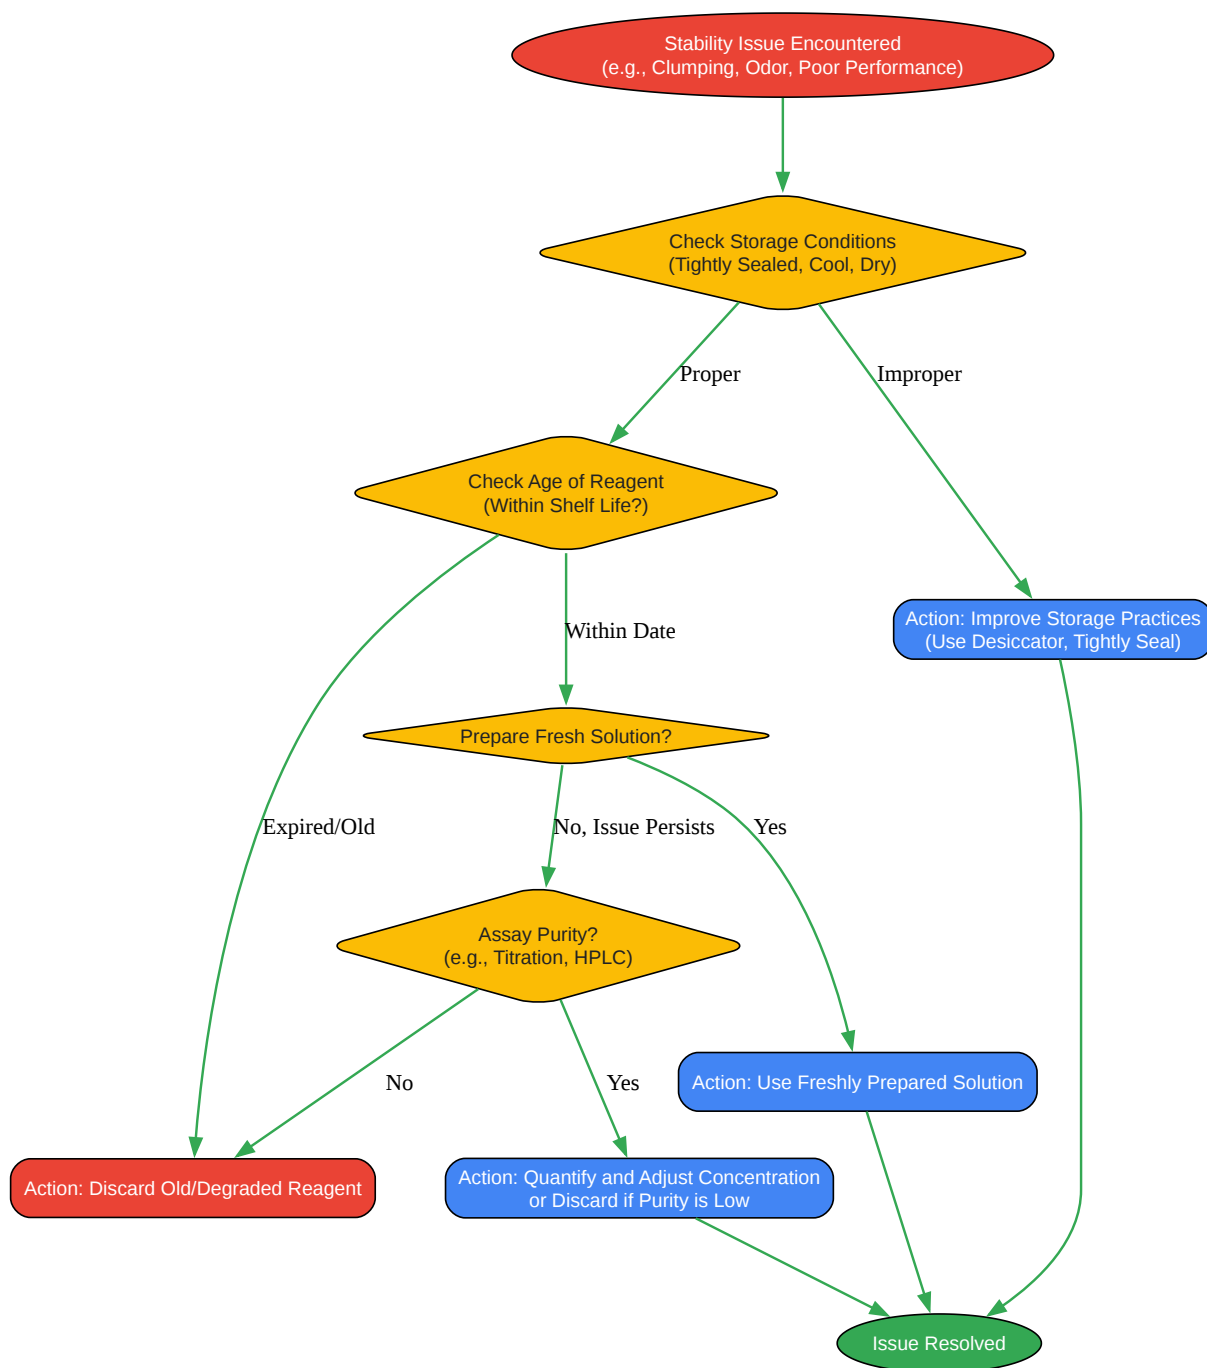 Stability Issue Encountered
(e.g., Clumping, Odor, Poor Performance)
Check Storage Conditions
(Tightly Sealed, Cool, Dry)
Proper
Improper
Check Age of Reagent
(Within Shelf Life?)
Action: Improve Storage Practices
(Use Desiccator, Tightly Seal)
Within Date
Prepare Fresh Solution?
Expired/Old
No, Issue Persists
Yes
Assay Purity?
(e.g., Titration, HPLC)
No
Yes
Action: Use Freshly Prepared Solution
Action: Discard Old/Degraded Reagent
Action: Quantify and Adjust Concentration
or Discard if Purity is Low
Issue Resolved